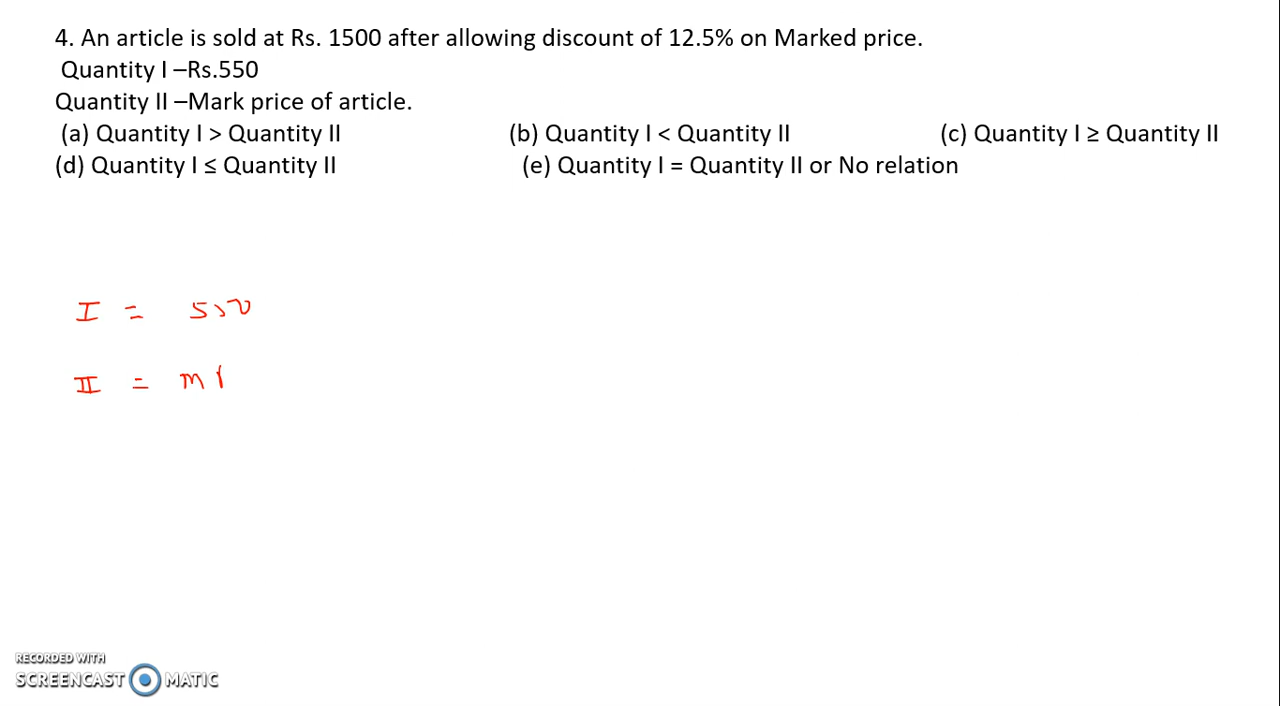 4. An article is sold at Rs. 1500 after allowing discount of 12.5% on Marked price.
Quantity I –Rs.550
Quantity II –Mark price of article.
(a) Quantity I > Quantity II (b) Quantity I < Quantity II (c) Quantity I ≥ Quantity II
(d) Quantity I ≤ Quantity II (e) Quantity I = Quantity II or No relation
I = 550
II = m
RECORDED WITH
SCREENCAST MATIC